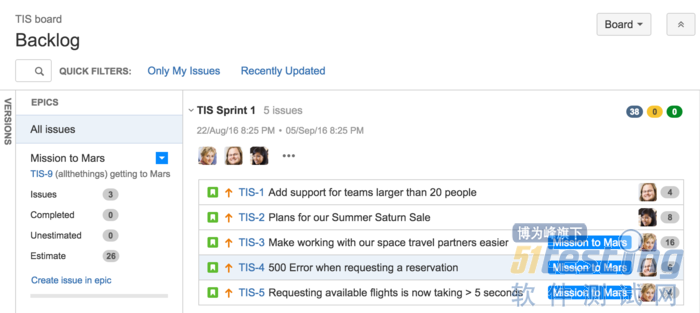 TIS board
Backlog
Board
QUICK FILTERS: Only My Issues Recently Updated
VERSIONS
EPICS
All issues
Mission to Mars
TIS-9 (allthethings) getting to Mars
Issues 3
Completed 0
Unestimated 0
Estimate 26
Create issue in epic
TIS Sprint 1 5 issues
38 0 0
22/Aug/16 8:25 PM • 05/Sep/16 8:25 PM
•••
TIS-1 Add support for teams larger than 20 people 4
TIS-2 Plans for our Summer Saturn Sale 8
TIS-3 Make working with our space travel partners easier Mission to Mars 16
TIS-4 500 Error when requesting a reservation Mission to Mars
TIS-5 Requesting available flights is now taking > 5 seconds Mission to Mars 4
博为峰旗下
51testing
软件测试网